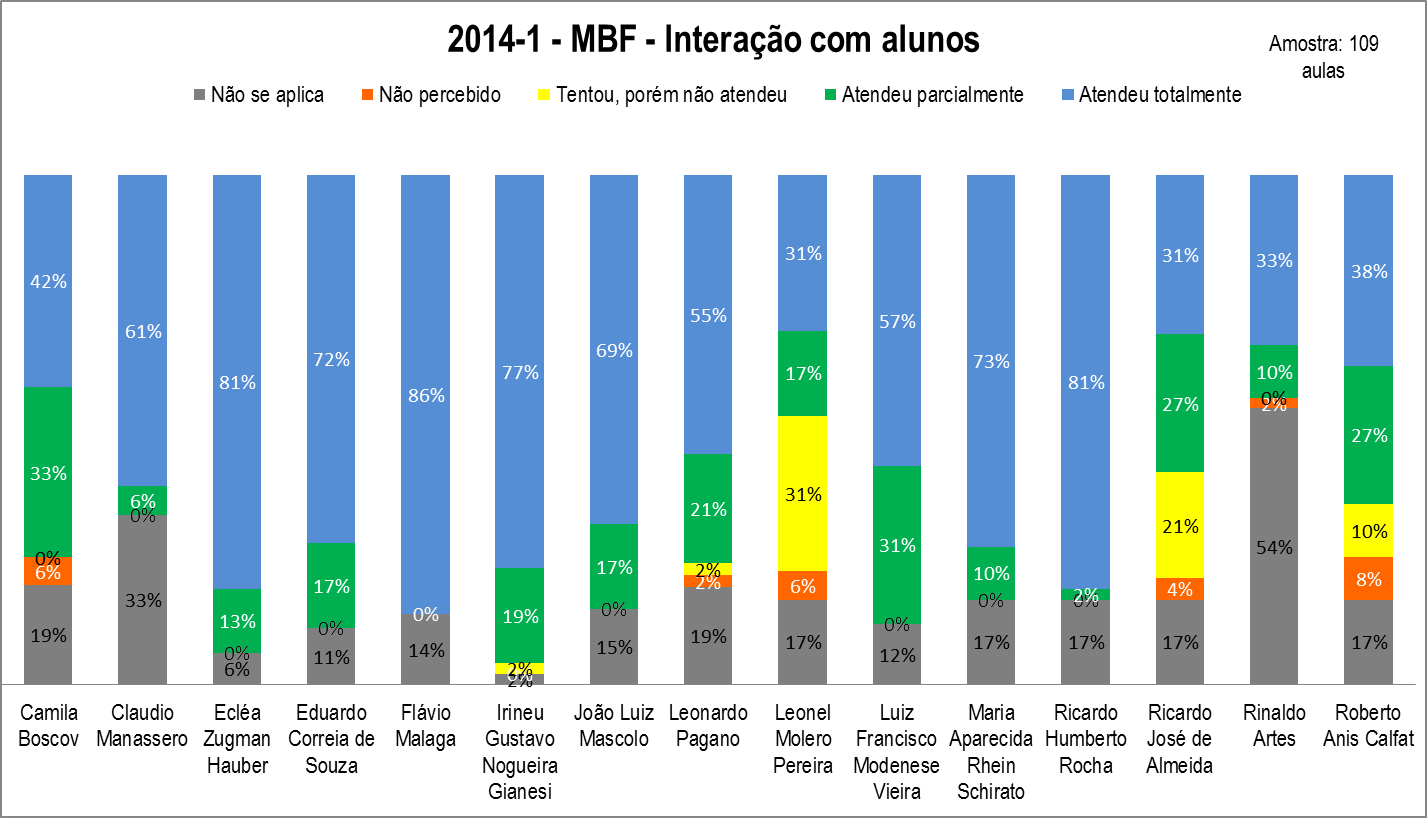 2014-1 - MBF - Interação com alunos
Amostra: 109
aulas
Não se aplica
Não percebido
Tentou, porém não atendeu
Atendeu parcialmente
Atendeu totalmente
42%
33%
0%
6%
19%
61%
6%
0%
33%
81%
13%
0%
6%
72%
17%
0%
11%
86%
0%
14%
77%
19%
2%
0%
2%
69%
17%
0%
15%
55%
21%
2%
2%
19%
31%
17%
31%
6%
17%
57%
31%
0%
12%
73%
10%
0%
17%
81%
2%
0%
17%
31%
27%
21%
4%
17%
33%
10%
0%
2%
54%
38%
27%
10%
8%
17%
Camila
Boscov
Claudio
Manassero
Ecléa
Zugman
Hauber
Eduardo
Correia de
Souza
Flávio
Malaga
Irineu
Gustavo
Nogueira
Gianesi
João Luiz
Mascolo
Leonardo
Pagano
Leonel
Molero
Pereira
Luiz
Francisco
Modenese
Vieira
Maria
Aparecida
Rhein
Schirato
Ricardo
Humberto
Rocha
Ricardo
José de
Almeida
Rinaldo
Artes
Roberto
Anis Calfat